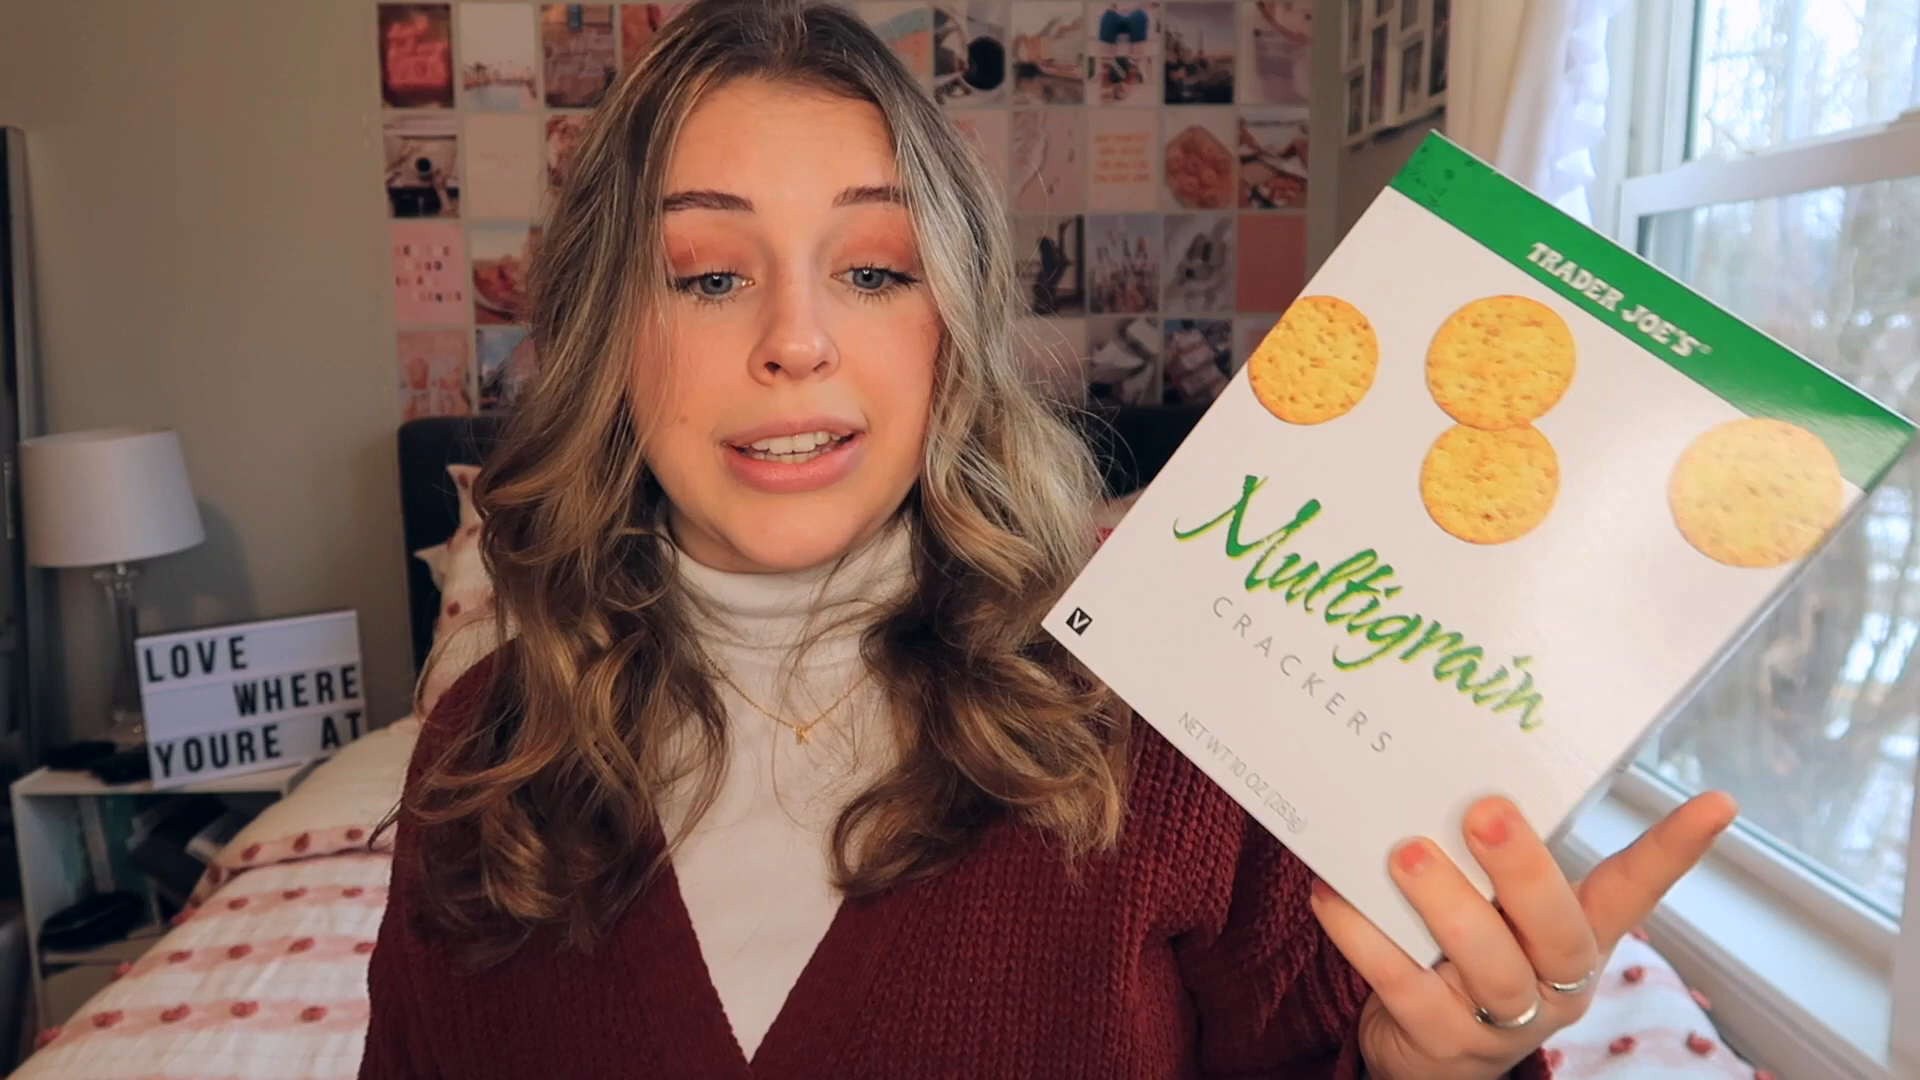 LOVE
WHERE
YOURE AT
TRADER JOE'S®
Multigrain
CRACKERS
V
NET WT 10 OZ (283g)